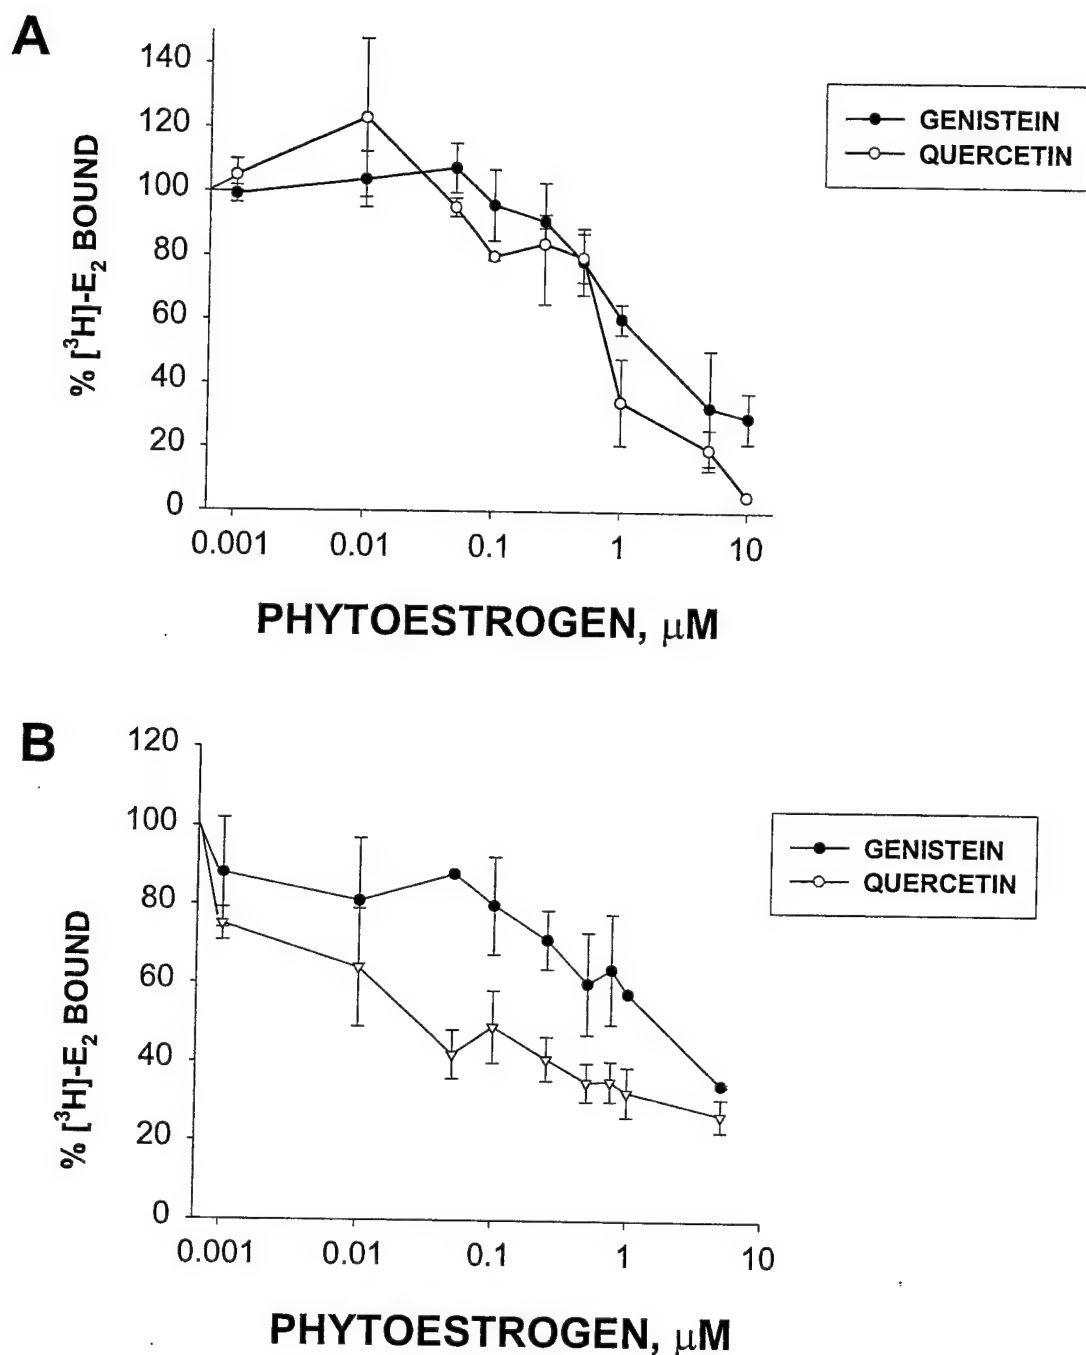 A
140
120
100
80
60
40
20
0
% [³H]-E₂ BOUND
GENISTEIN
QUERCETIN
0.001 0.01 0.1 1 10
PHYTOESTROGEN, μM
B
120
100
80
60
40
20
0
% [³H]-E₂ BOUND
GENISTEIN
QUERCETIN
0.001 0.01 0.1 1 10
PHYTOESTROGEN, μM